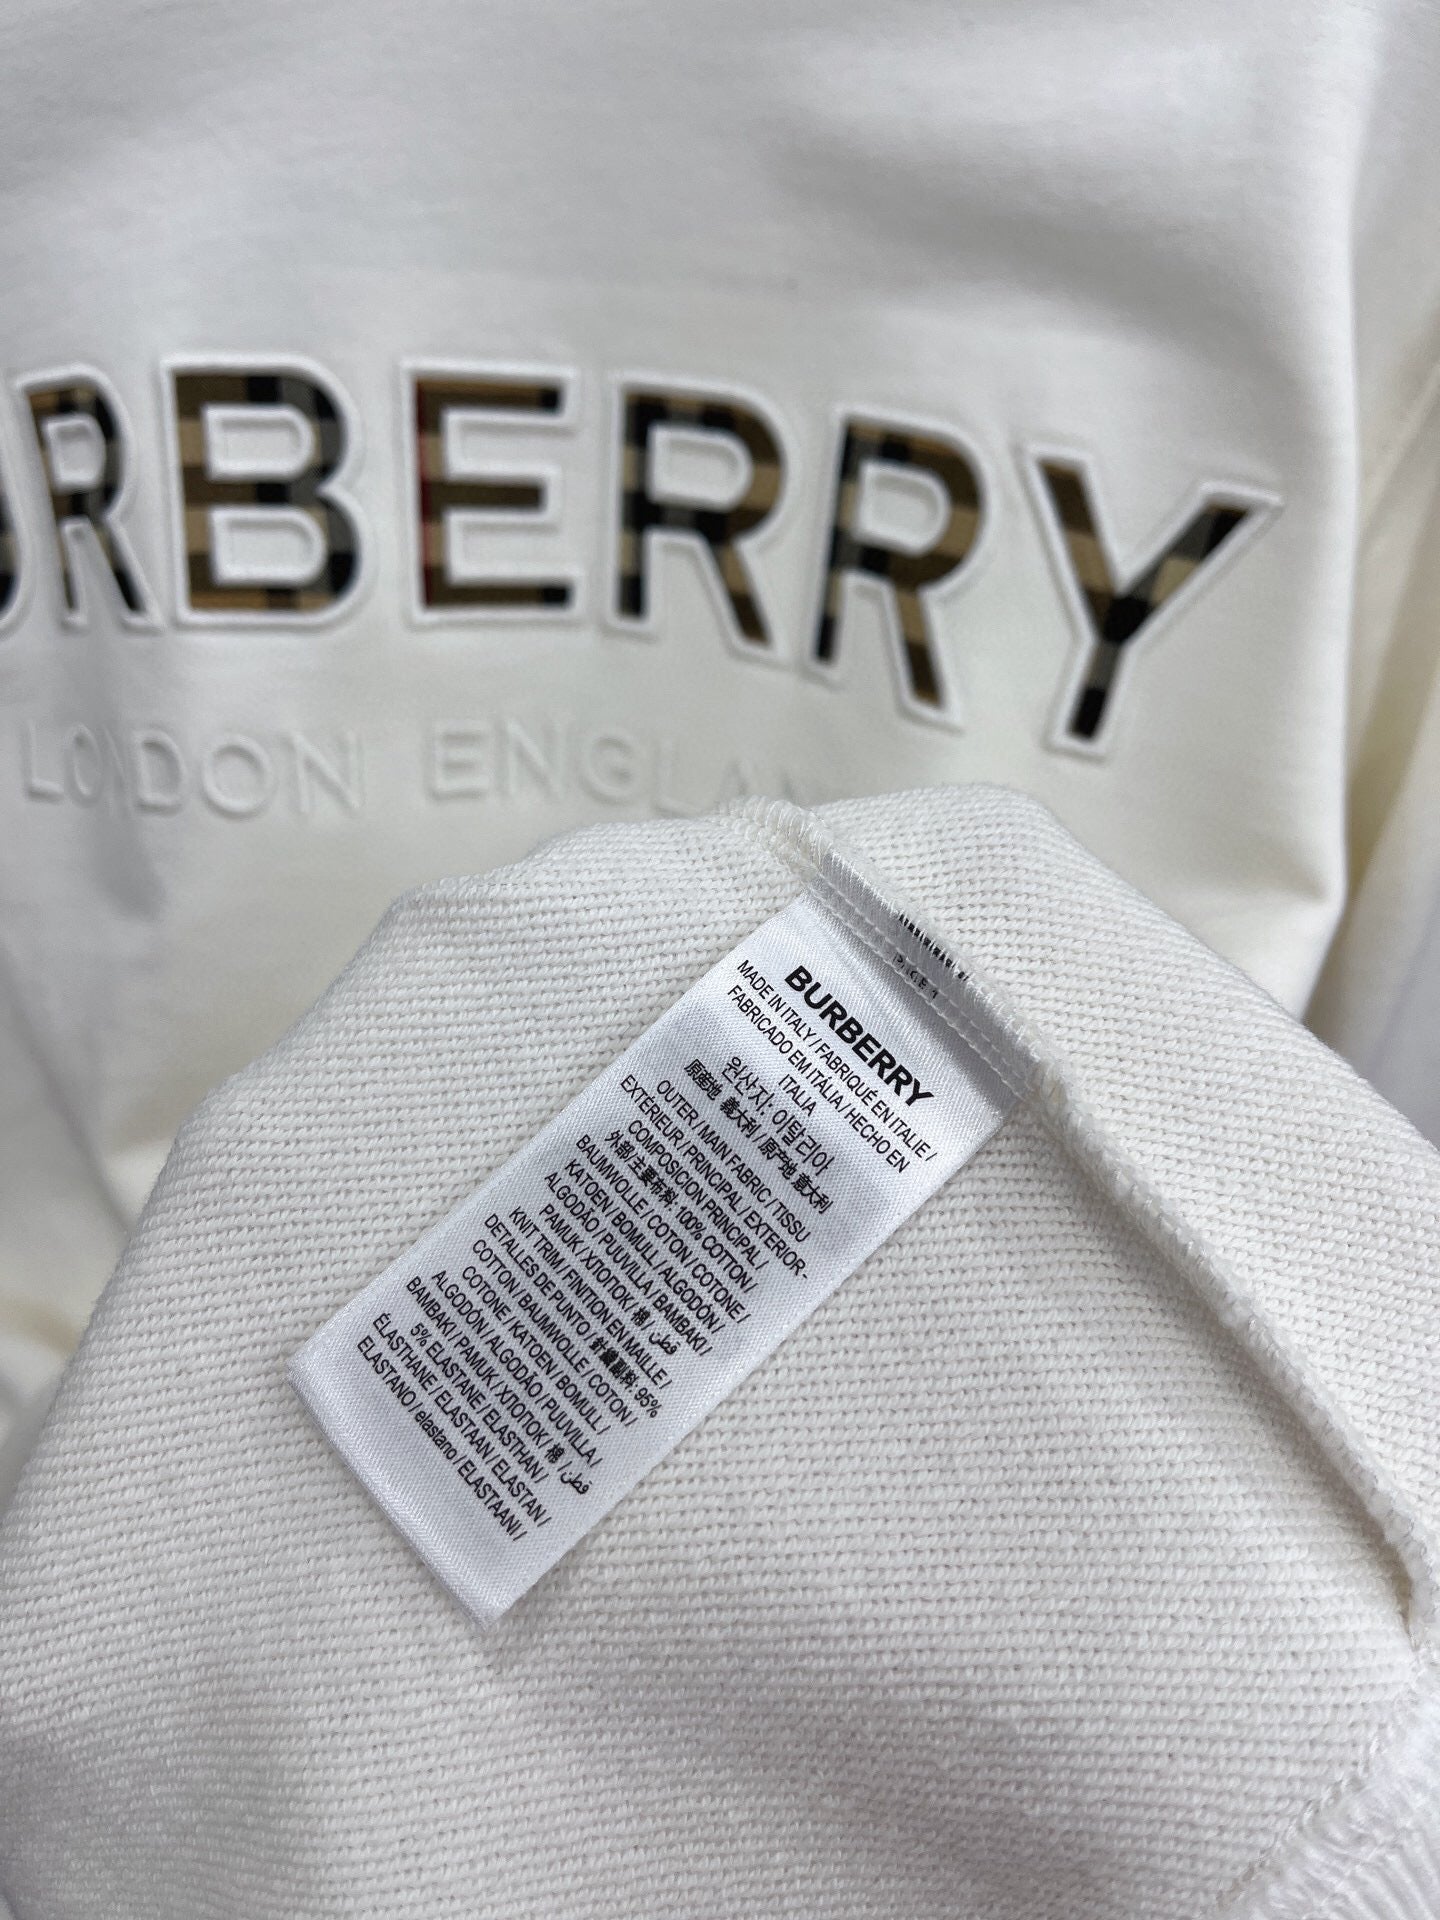 URBERRY
LONDON ENGLA
BURBERRY
MADE IN ITALY / FABRIQUÉ EN ITALIE /
FABRICADO EM ITÁLIA / HECHO EN
ITALIA
원산지: 이탈리아
原産地 義大利 / 原产地 意大利
OUTER / MAIN FABRIC / TISSU
EXTÉRIEUR / PRINCIPAL / EXTERIOR -
COMPOSICION PRINCIPAL /
外部/主要布料: 100% COTTON /
BAUMWOLLE / COTON / COTONE /
KATOEN / BOMULL / ALGODÓN /
ALGODÃO / PUUVILLA / BAMBAKI /
PAMUK / ХЛОПОК / 棉 / قطن
KNIT TRIM / FINITION EN MAILLE /
DETALLES DE PUNTO / 針織副料: 95%
COTTON / BAUMWOLLE / COTON /
COTONE / KATOEN / BOMULL /
ALGODÓN / ALGODÃO / PUUVILLA /
BAMBAKI / PAMUK / ХЛОПОК / 棉 / قطن
5% ELASTANE / ELASTHAN /
ÉLASTHANE / ELASTAAN / ELASTAN /
ELASTANO / elastano / ELASTAANI /